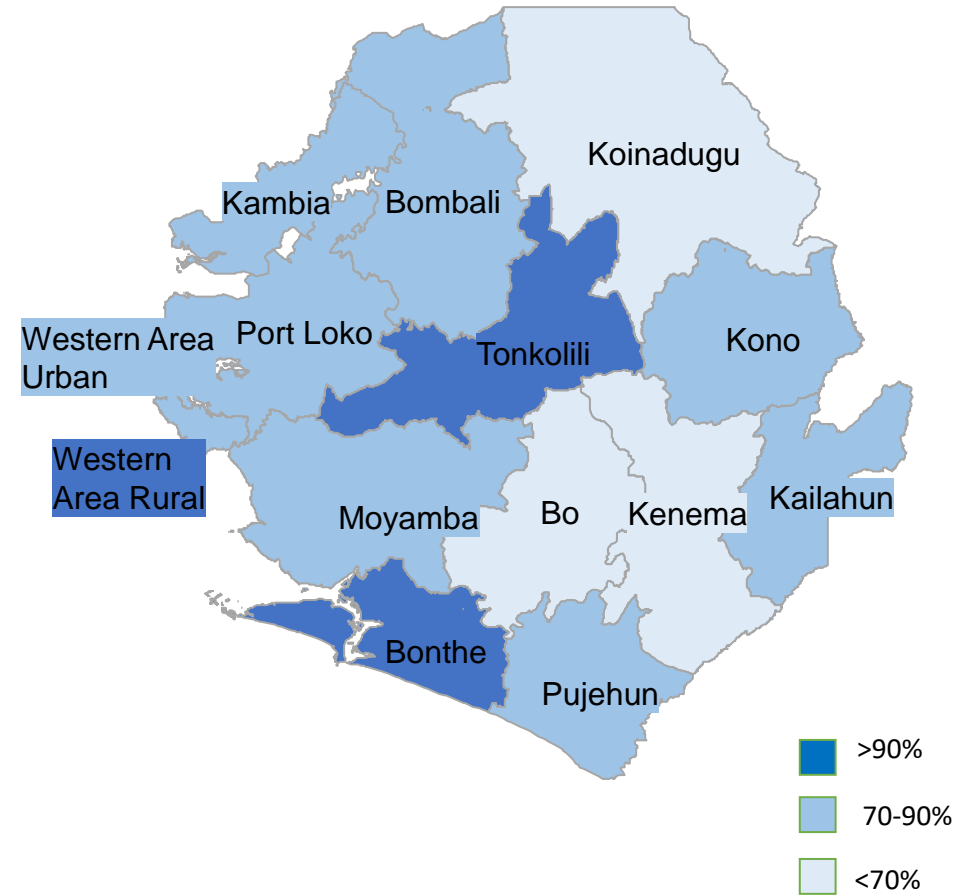 Koinadugu
Kambia
Bombali
Western Area
Urban
Port Loko
Tonkolili
Kono
Western
Area Rural
Moyamba
Bo
Kenema
Kailahun
Bonthe
Pujehun
>90%
70-90%
<70%